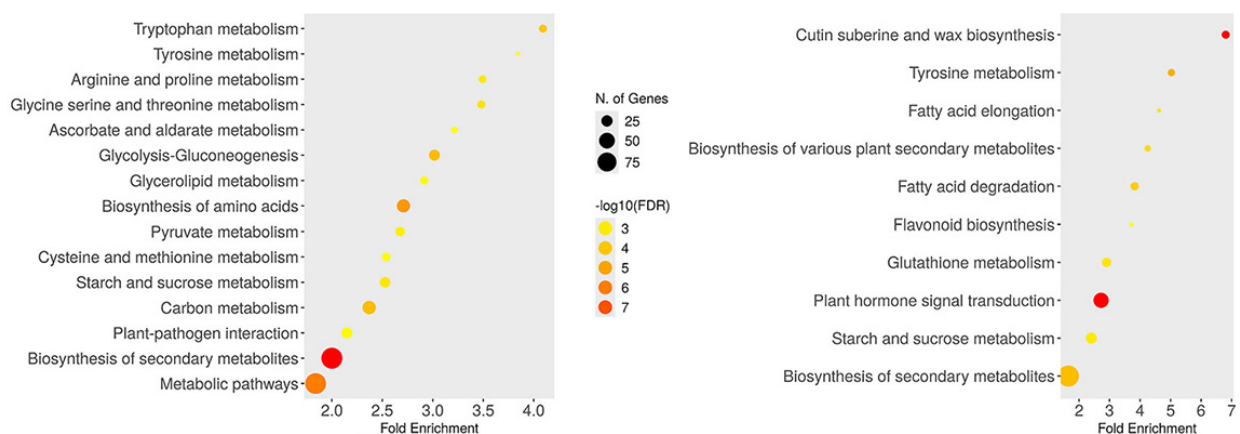 Tryptophan metabolism
Tyrosine metabolism
Arginine and proline metabolism
Glycine serine and threonine metabolism
Ascorbate and aldarate metabolism
Glycolysis-Gluconeogenesis
Glycerolipid metabolism
Biosynthesis of amino acids
Pyruvate metabolism
Cysteine and methionine metabolism
Starch and sucrose metabolism
Carbon metabolism
Plant-pathogen interaction
Biosynthesis of secondary metabolites
Metabolic pathways
2.0 2.5 3.0 3.5 4.0
Fold Enrichment
N. of Genes
25
50
75
-log10(FDR)
3
4
5
6
7
Cutin suberine and wax biosynthesis
Tyrosine metabolism
Fatty acid elongation
Biosynthesis of various plant secondary metabolites
Fatty acid degradation
Flavonoid biosynthesis
Glutathione metabolism
Plant hormone signal transduction
Starch and sucrose metabolism
Biosynthesis of secondary metabolites
2 3 4 5 6 7
Fold Enrichment